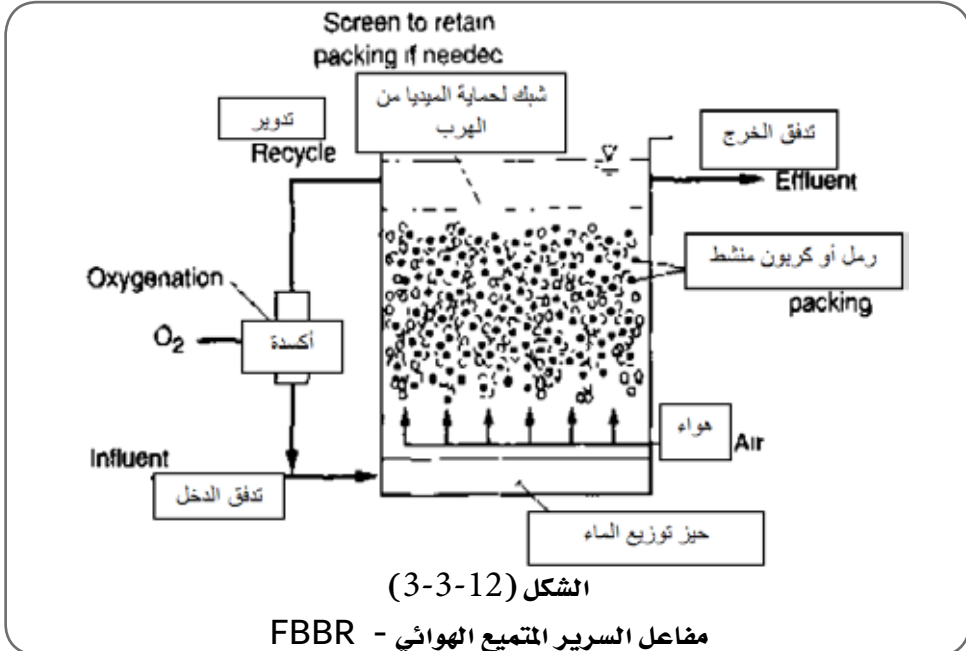 Screen to retain
packing if needec
شبك لحماية الميديا من
الهرب
تدوير
Recycle
تدفق الخرج
Effluent
رمل أو كربون منشط
packing
Oxygenation
O₂
أكسدة
هواء
Air
Influent
تدفق الدخل
حيز توزيع الماء
الشكل (12-3-3)
مفاعل السرير المتميع الهوائي - FBBR